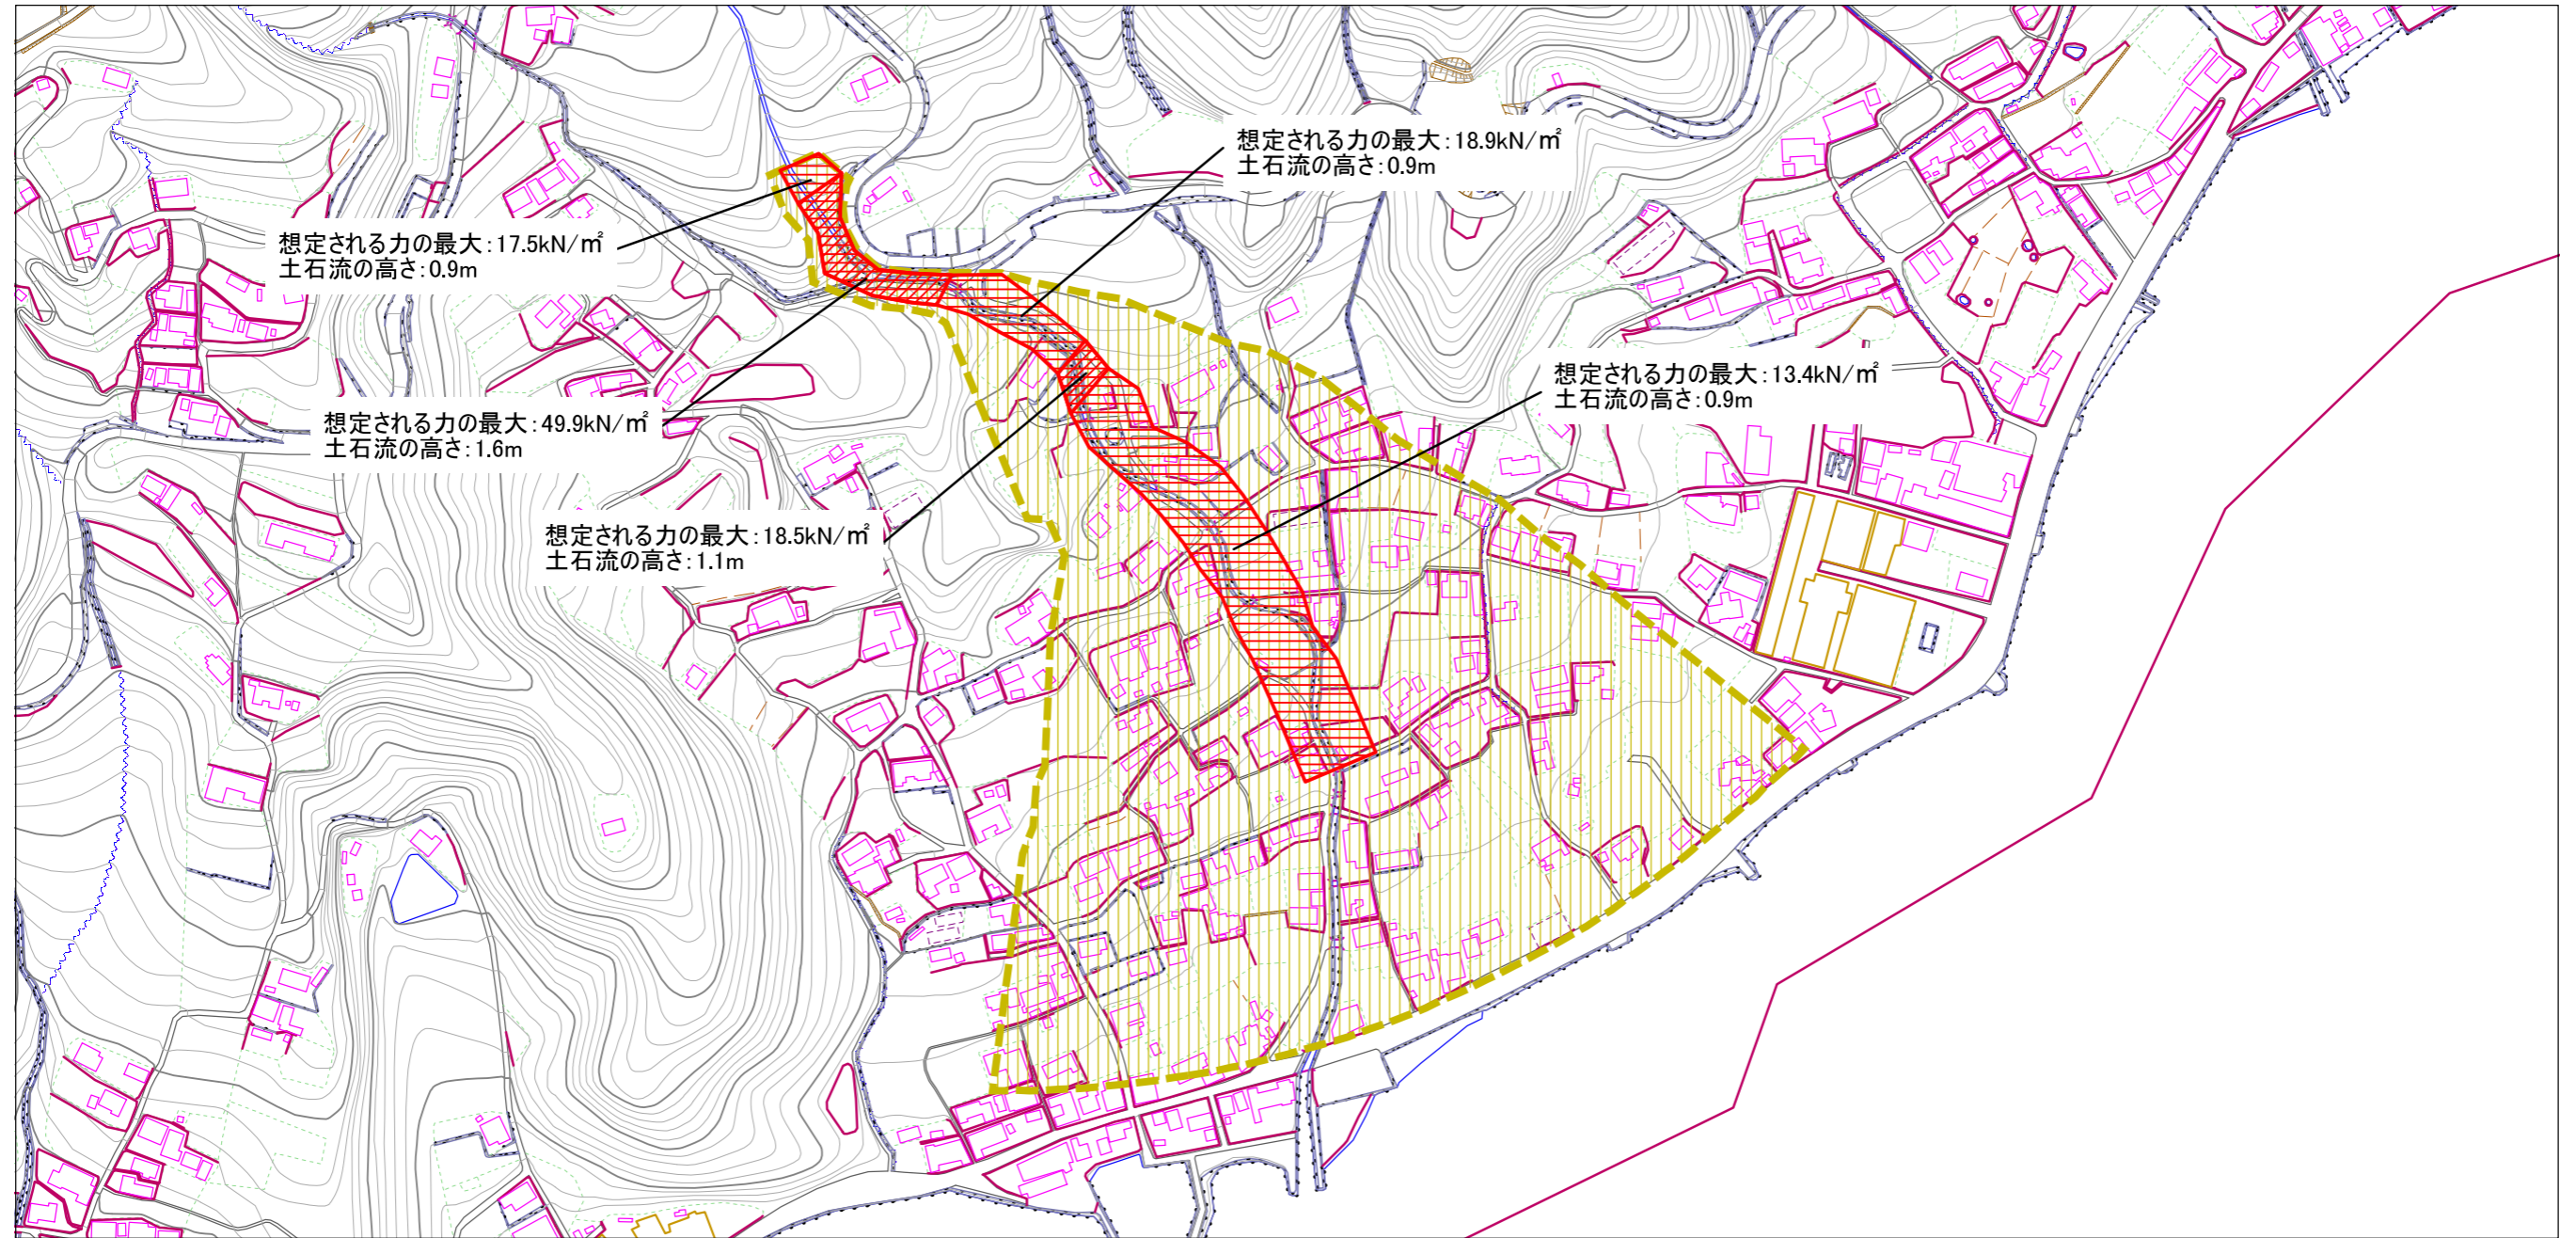 想定される力の最大:18.9kN/㎡
土石流の高さ:0.9m
想定される力の最大:17.5kN/㎡
土石流の高さ:0.9m
想定される力の最大:13.4kN/㎡
土石流の高さ:0.9m
想定される力の最大:49.9kN/㎡
土石流の高さ:1.6m
想定される力の最大:18.5kN/㎡
土石流の高さ:1.1m